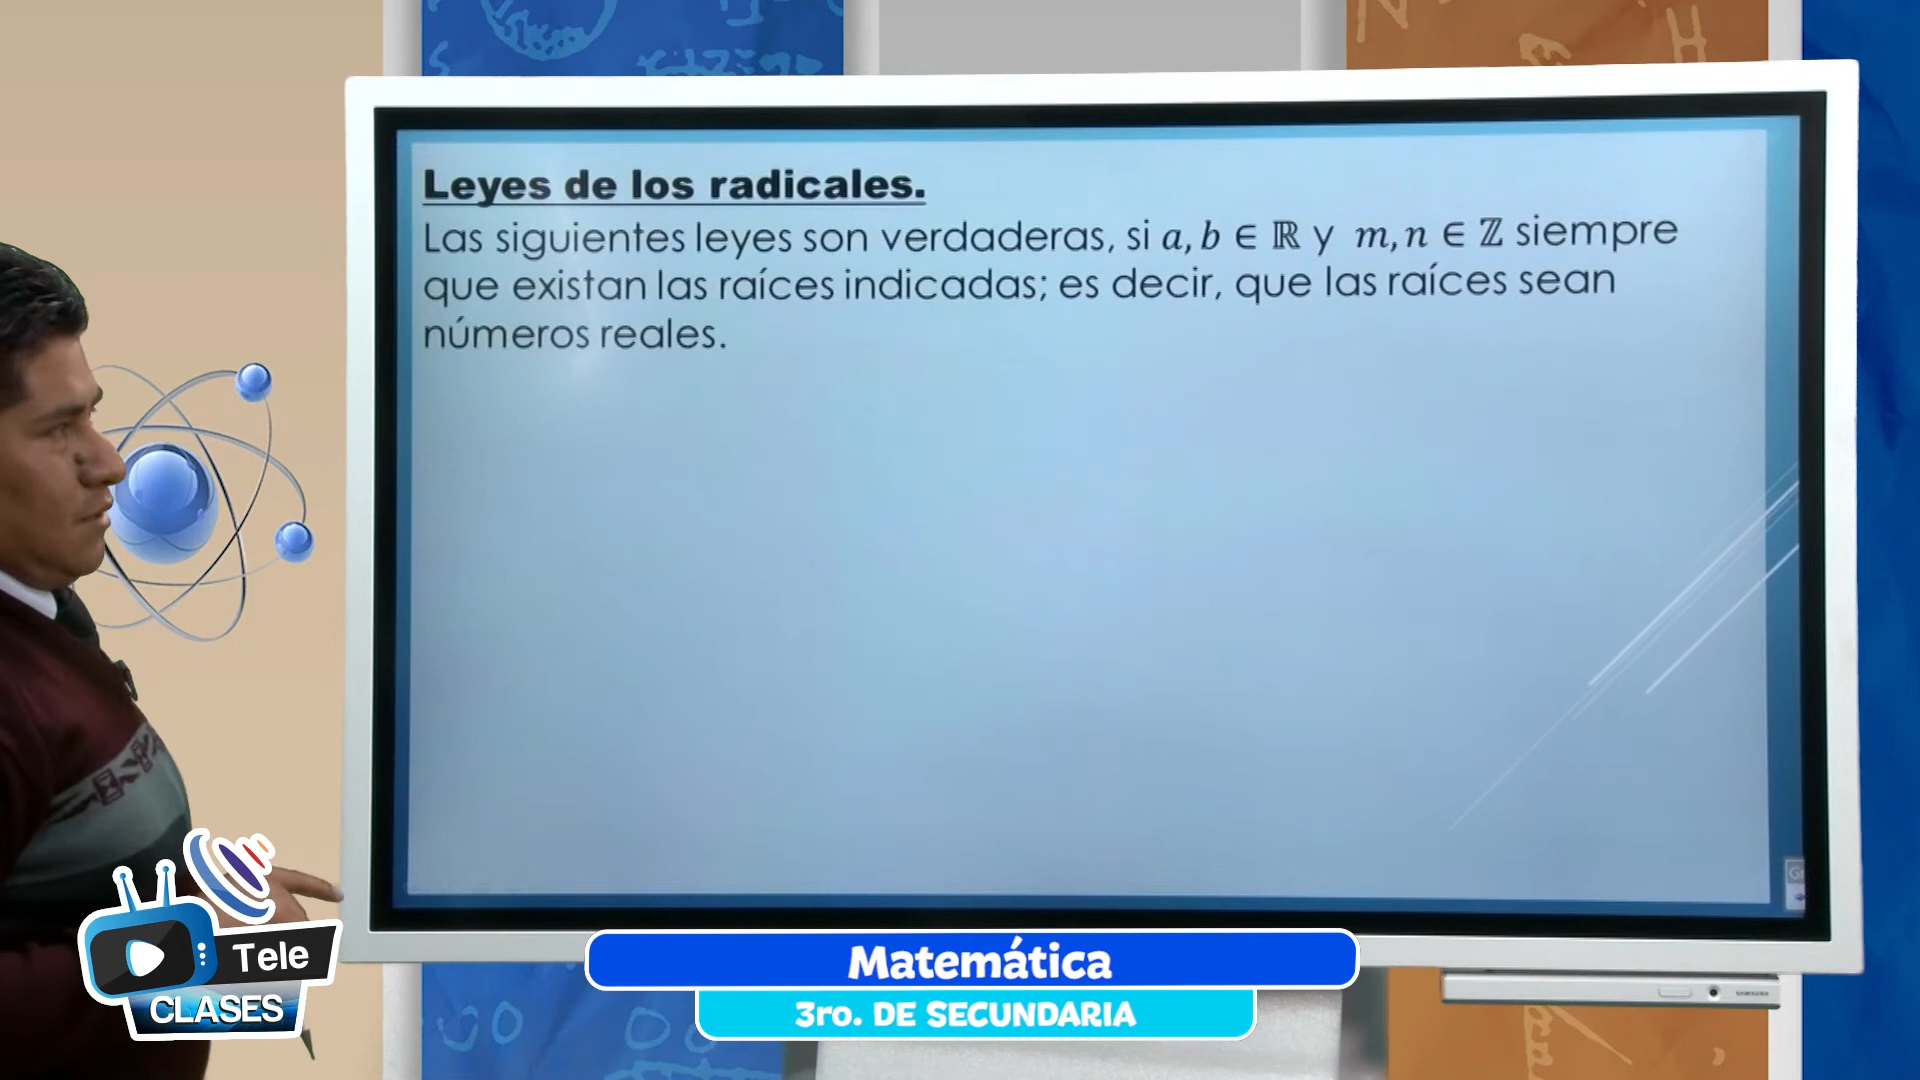 Leyes de los radicales.
Las siguientes leyes son verdaderas, si a, b ∈ ℝ y m, n ∈ ℤ siempre
que existan las raíces indicadas; es decir, que las raíces sean
números reales.
Tele
CLASES
Matemática
3ro. DE SECUNDARIA
SAMSUNG